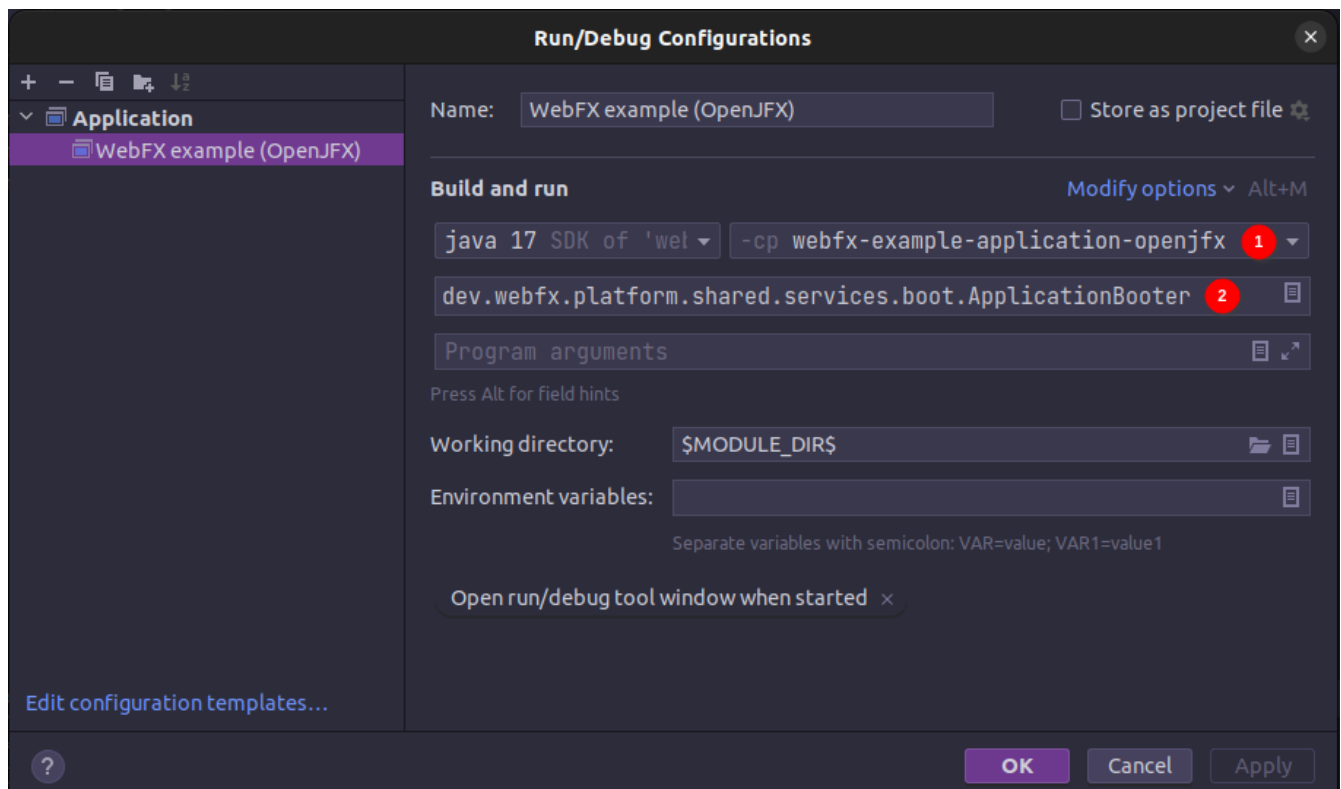 Run/Debug Configurations
Application
WebFX example (OpenJFX)
Edit configuration templates...
Name: WebFX example (OpenJFX) Store as project file
Build and run Modify options Alt+M
java 17 SDK of 'wel -cp webfx-example-application-openjfx 1
dev.webfx.platform.shared.services.boot.ApplicationBooter 2
Program arguments
Press Alt for field hints
Working directory: $MODULE_DIR$
Environment variables:
Separate variables with semicolon: VAR=value; VAR1=value1
Open run/debug tool window when started ×
? OK Cancel Apply